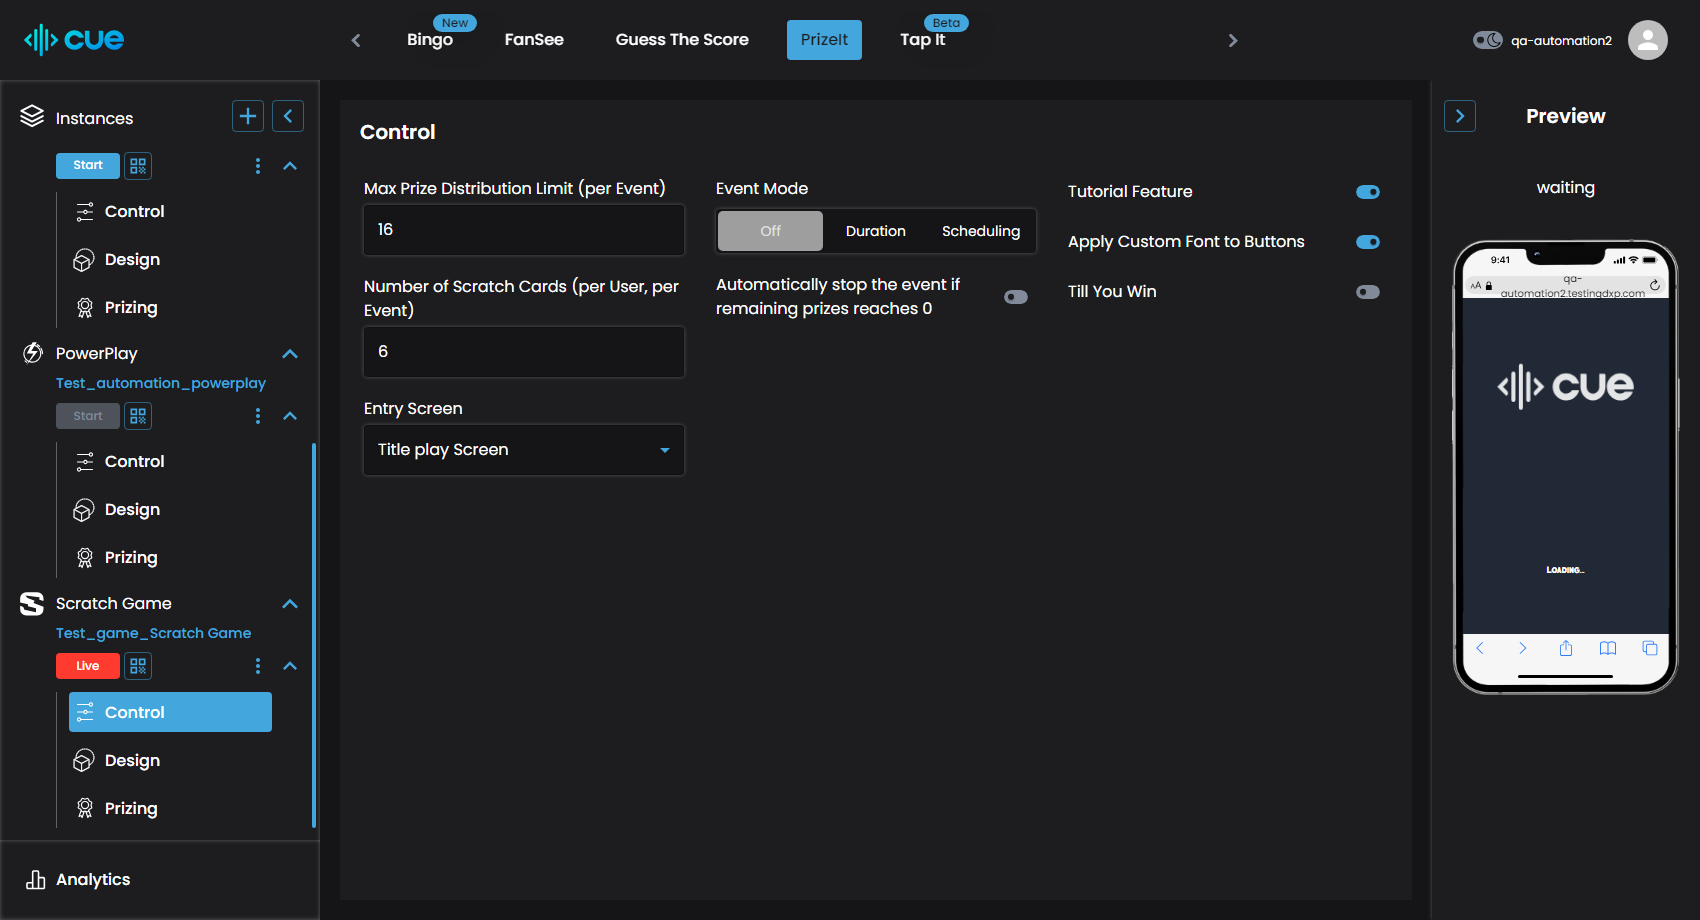 cue
New
Bingo
FanSee
Guess The Score
PrizeIt
Beta
Tap It
qa-automation2
Instances
Start
Control
Design
Prizing
PowerPlay
Test_automation_powerplay
Start
Control
Design
Prizing
Scratch Game
Test_game_Scratch Game
Live
Control
Design
Prizing
Analytics
Control
Max Prize Distribution Limit (per Event)
16
Number of Scratch Cards (per User, per
Event)
6
Entry Screen
Title play Screen
Event Mode
Off
Duration
Scheduling
Automatically stop the event if
remaining prizes reaches 0
Tutorial Feature
Apply Custom Font to Buttons
Till You Win
Preview
waiting
9:41
AA
qa-
automation2.testingdxp.com
cue
LOADING...